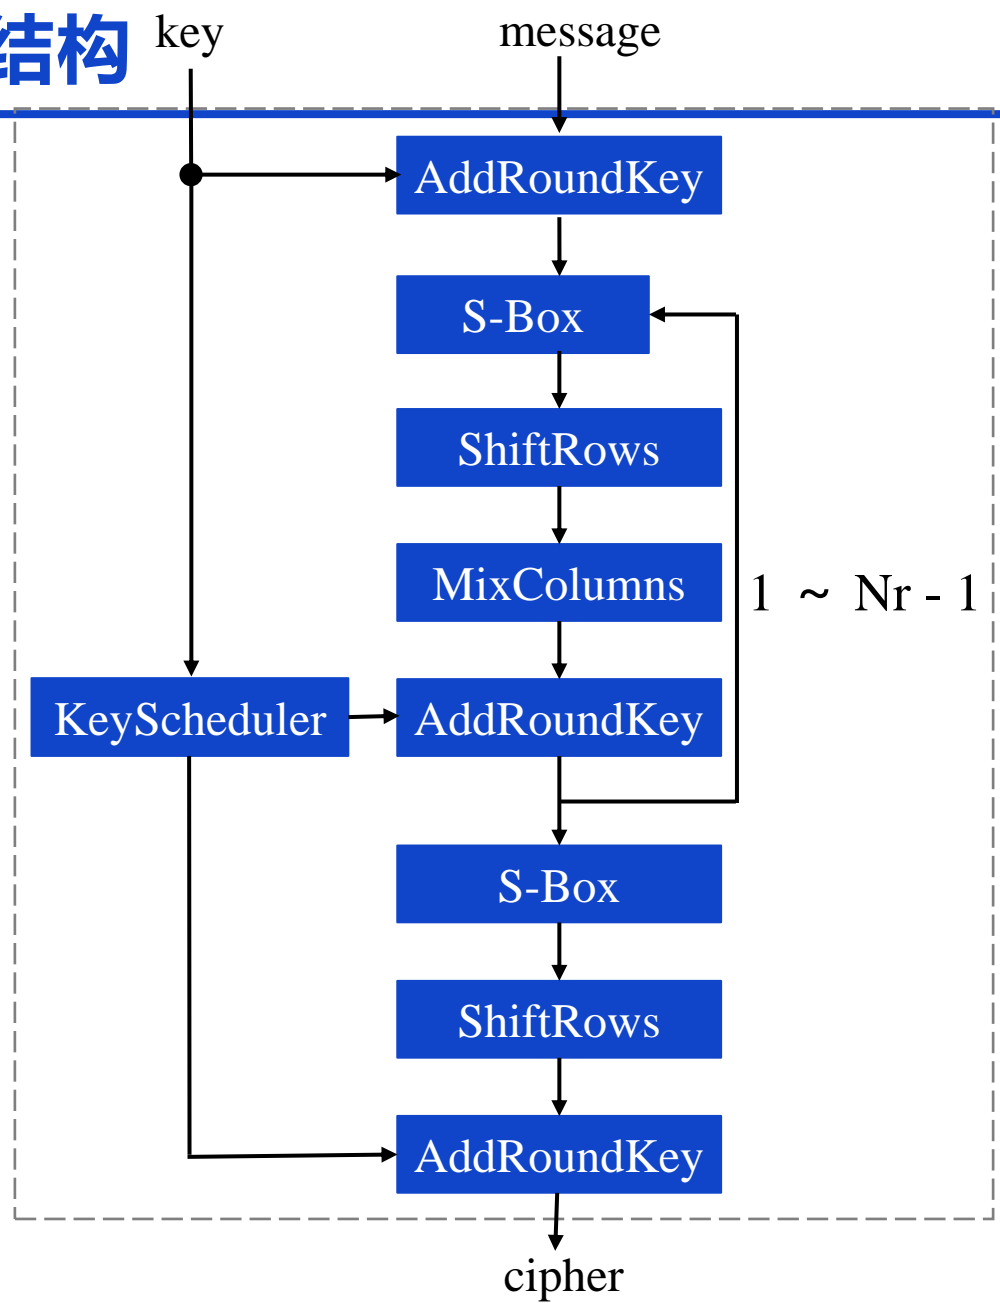 结构
key
message
AddRoundKey
S-Box
ShiftRows
MixColumns
1 ~ Nr - 1
KeyScheduler
AddRoundKey
S-Box
ShiftRows
AddRoundKey
cipher